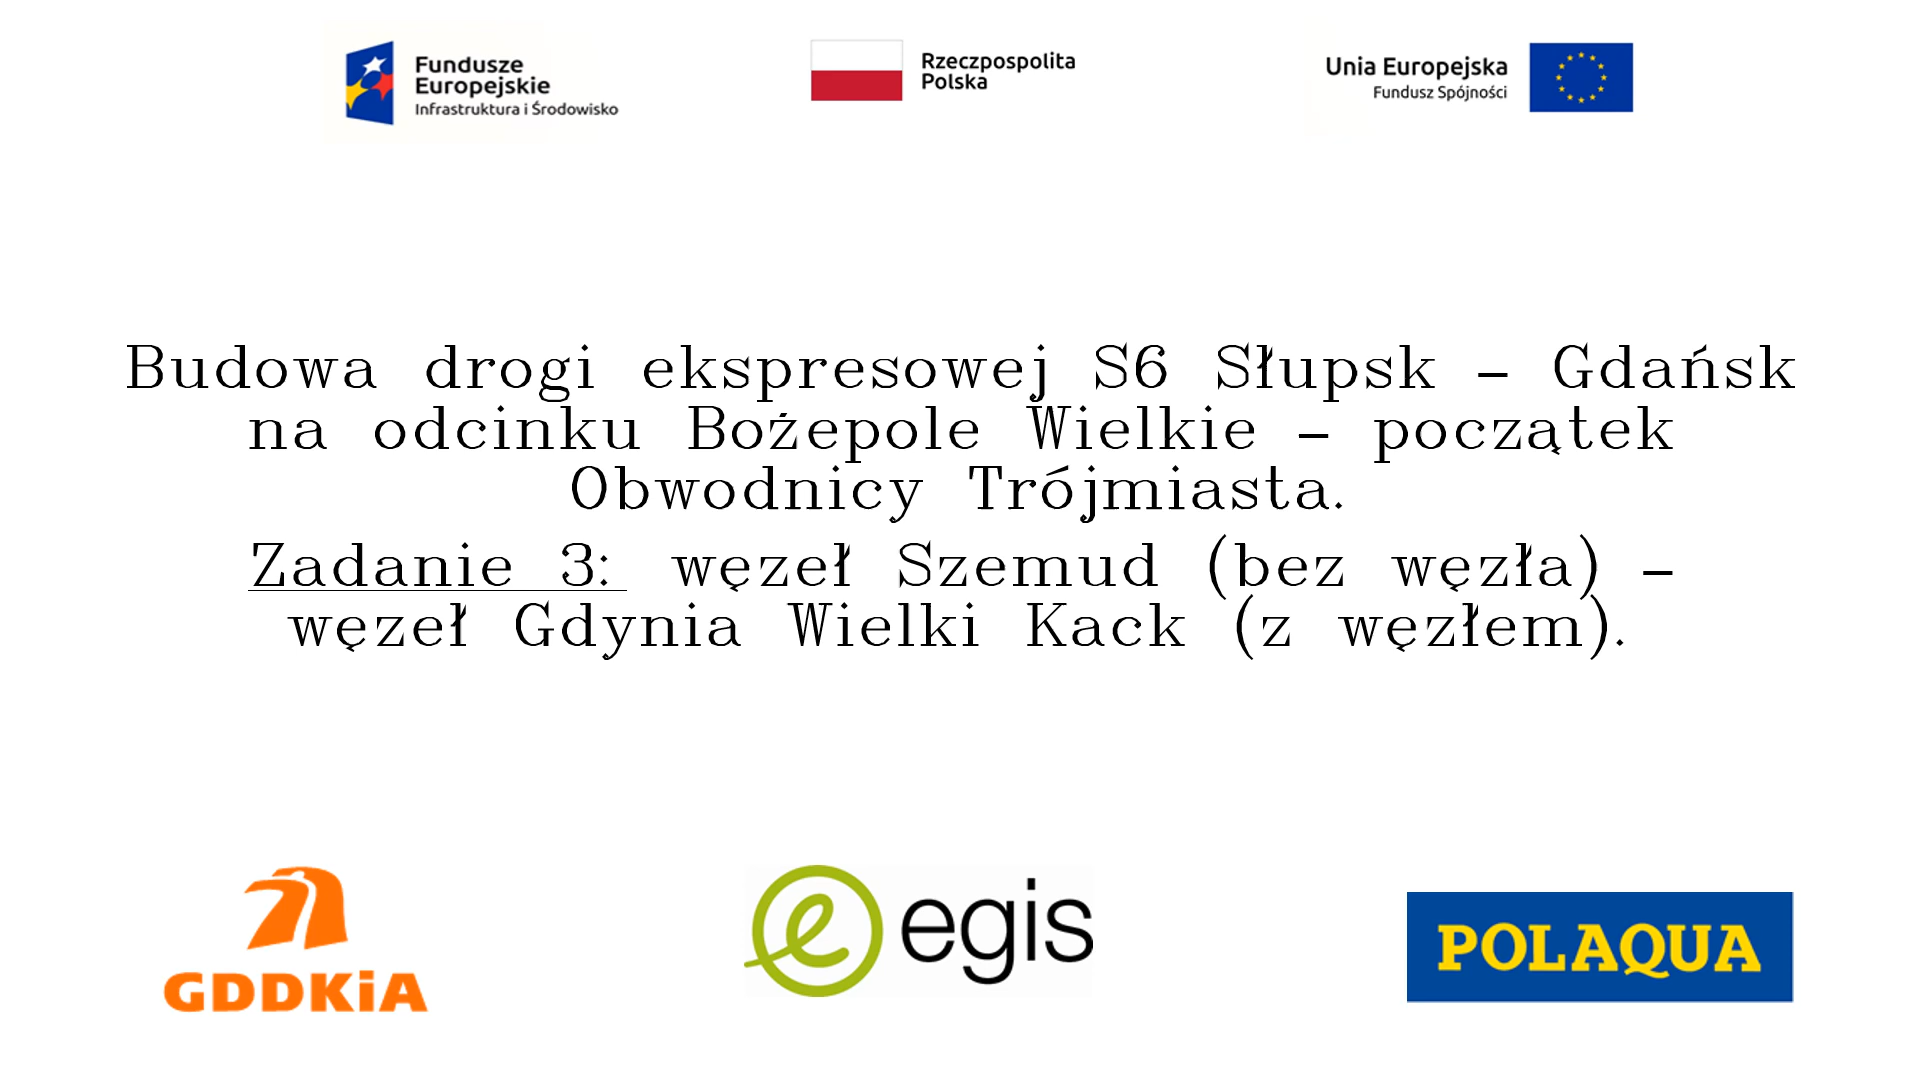 Fundusze
Europejskie
Infrastruktura i Środowisko
Rzeczpospolita
Polska
Unia Europejska
Fundusz Spójności
Budowa drogi ekspresowej S6 Słupsk – Gdańsk
na odcinku Bożepole Wielkie – początek
Obwodnicy Trójmiasta.
Zadanie 3: węzeł Szemud (bez węzła) –
węzeł Gdynia Wielki Kack (z węzłem).
GDDKiA
e egis
POLAQUA